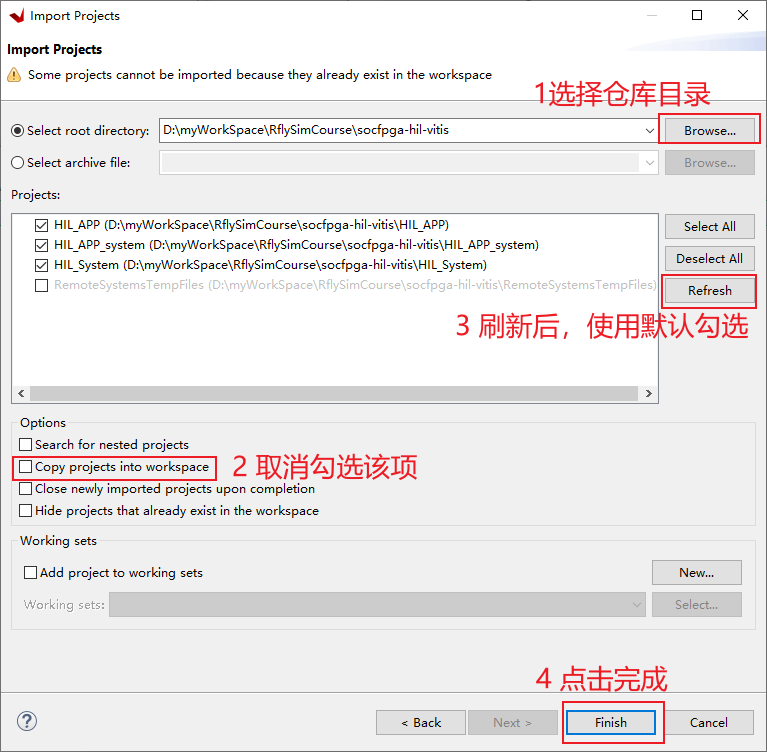 Import Projects
Import Projects
Some projects cannot be imported because they already exist in the workspace
1选择仓库目录
Select root directory: D:\myWorkSpace\RflySimCourse\socfpga-hil-vitis Browse...
Select archive file: Browse...
Projects:
HIL_APP (D:\myWorkSpace\RflySimCourse\socfpga-hil-vitis\HIL_APP)
HIL_APP_system (D:\myWorkSpace\RflySimCourse\socfpga-hil-vitis\HIL_APP_system)
HIL_System (D:\myWorkSpace\RflySimCourse\socfpga-hil-vitis\HIL_System)
RemoteSystemsTempFiles (D:\myWorkSpace\RflySimCourse\socfpga-hil-vitis\RemoteSystemsTempFiles)
Select All
Deselect All
Refresh
3 刷新后，使用默认勾选
Options
Search for nested projects
Copy projects into workspace 2 取消勾选该项
Close newly imported projects upon completion
Hide projects that already exist in the workspace
Working sets
Add project to working sets New...
Working sets: Select...
4 点击完成
? < Back Next > Finish Cancel